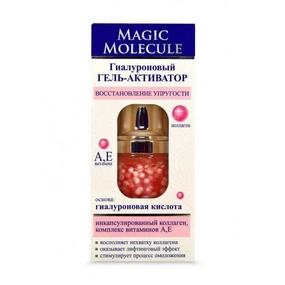 MAGIC
MOLECULE
Гиалуроновый
ГЕЛЬ-АКТИВАТОР
ВОССТАНОВЛЕНИЕ УПРУГОСТИ
коллаген
А,Е
витамины
основа:
гиалуроновая кислота
инкапсулированный коллаген,
комплекс витаминов А,Е
восполняет нехватку коллагена
оказывает лифтинговый эффект
стимулирует процесс омоложения